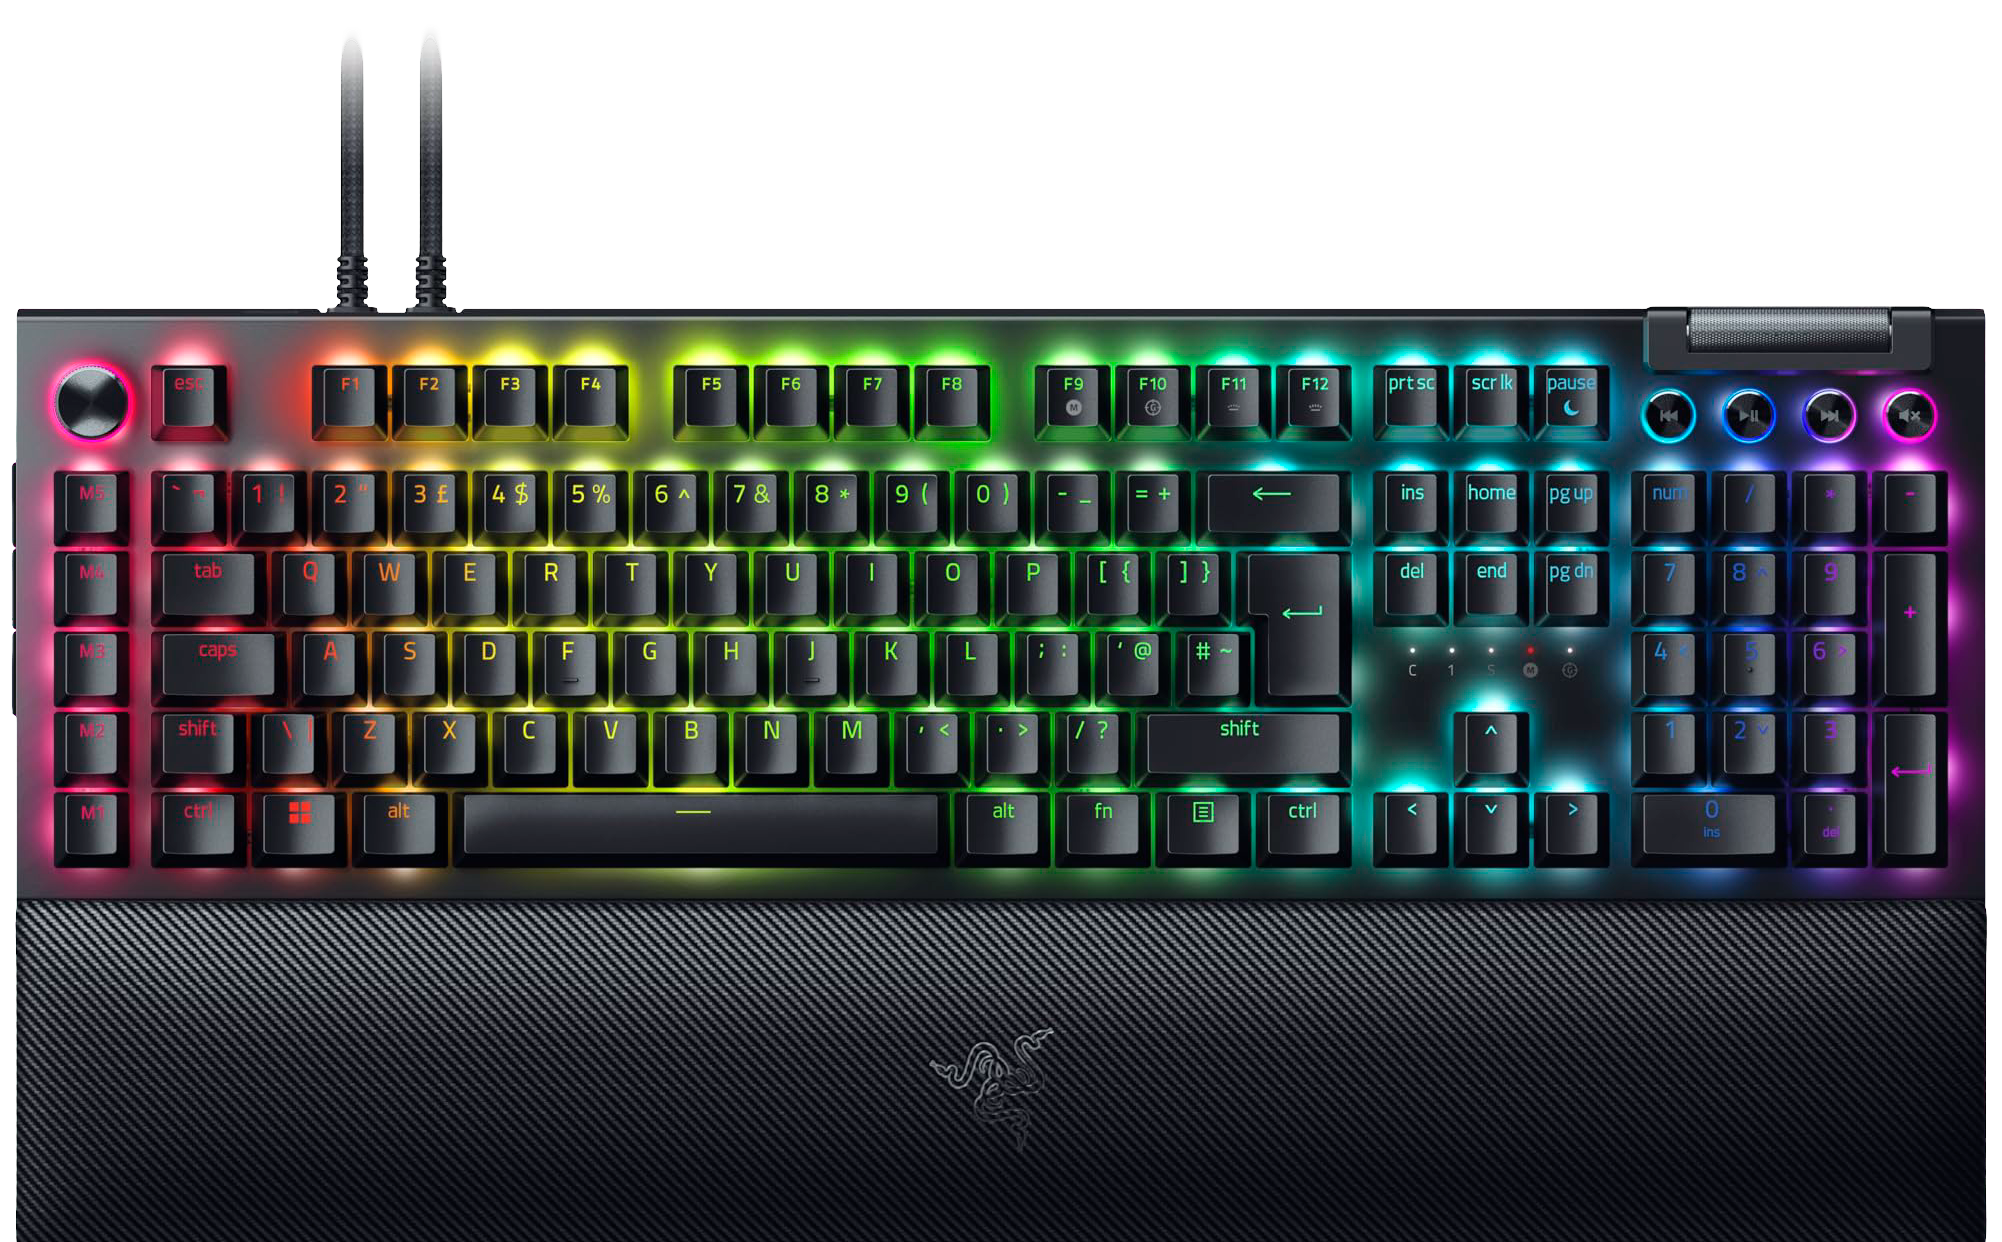 esc F1 F2 F3 F4 F5 F6 F7 F8 F9 F10 F11 F12 prt sc scr lk pause
M G
M5 ` ¬ 1 ! 2 " 3 £ 4 $ 5 % 6 ^ 7 & 8 * 9 ( 0 ) - _ = + ← ins home pg up num / * -
M4 tab Q W E R T Y U I O P [ { ] } del end pg dn 7 8 ^ 9 +
M3 caps A S D F G H J K L ; : ' @ # ~ ↵ C 1 S M G 4 < 5 6 >
M2 shift \ | Z X C V B N M , < . > / ? shift ^ 1 2 ⌄ 3 ↵
M1 ctrl alt — alt fn ctrl < ⌄ > 0 .
ins del